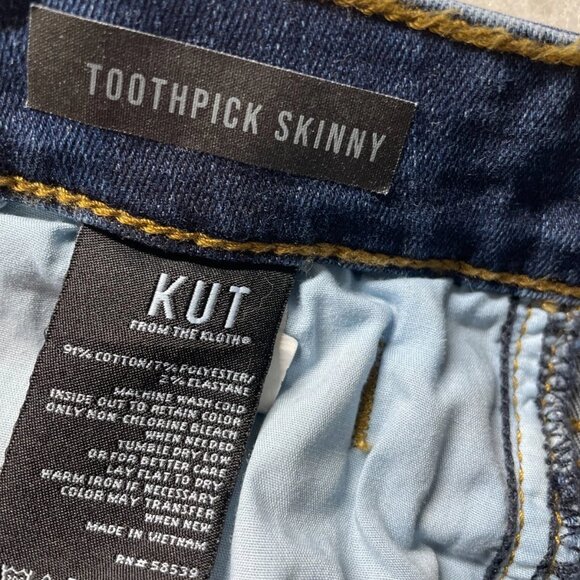 TOOTHPICK SKINNY
KUT
FROM THE KLOTH®
91% COTTON/7% POLYESTER/
2% ELASTANE
MACHINE WASH COLD
INSIDE OUT TO RETAIN COLOR
ONLY NON-CHLORINE BLEACH
WHEN NEEDED
TUMBLE DRY LOW
OR FOR BETTER CARE
LAY FLAT TO DRY
WARM IRON IF NECESSARY
COLOR MAY TRANSFER
WHEN NEW
MADE IN VIETNAM
RN# 58539